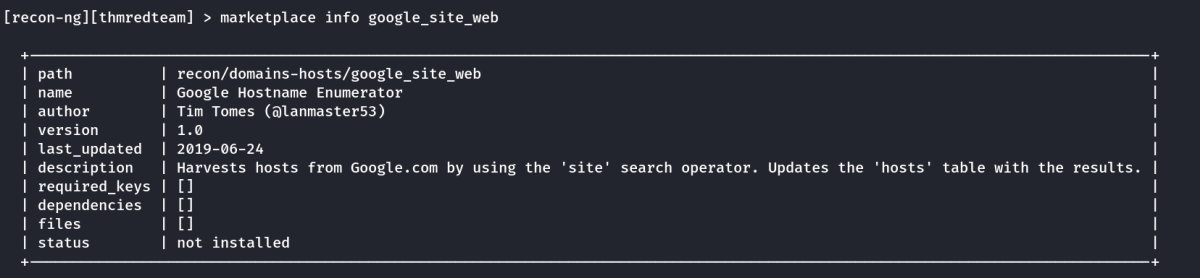 [recon-ng][thmredteam] > marketplace info google_site_web
+----------------------------------------------------------------------------------------------------------------------------------+
| path | recon/domains-hosts/google_site_web |
| name | Google Hostname Enumerator |
| author | Tim Tomes (@lanmaster53) |
| version | 1.0 |
| last_updated | 2019-06-24 |
| description | Harvests hosts from Google.com by using the 'site' search operator. Updates the 'hosts' table with the results. |
| required_keys | [] |
| dependencies | [] |
| files | [] |
| status | not installed |
+----------------------------------------------------------------------------------------------------------------------------------+